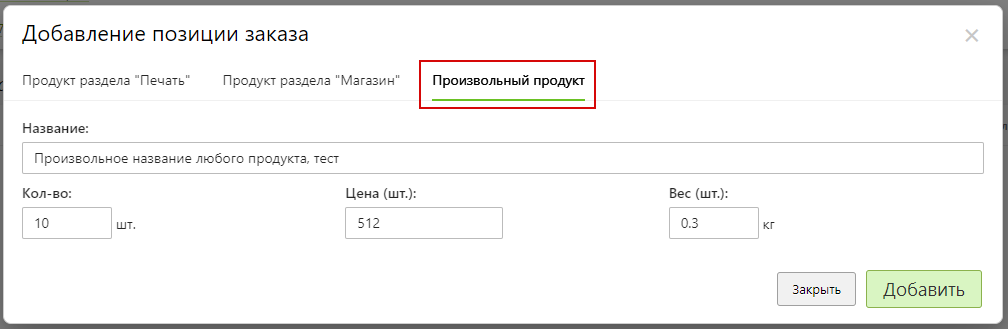 Добавление позиции заказа
Продукт раздела "Печать" Продукт раздела "Магазин" Произвольный продукт
Название:
Произвольное название любого продукта, тест
Кол-во: Цена (шт.): Вес (шт.):
10 шт. 512 0.3 кг
Закрыть Добавить